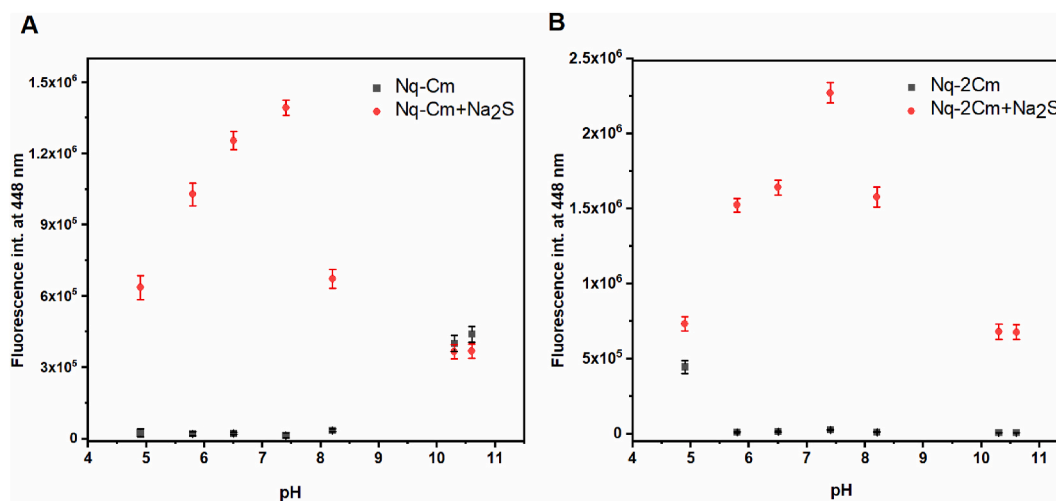 A
Fluorescence int. at 448 nm
1.5x10⁶
1.2x10⁶
9x10⁵
6x10⁵
3x10⁵
0
Nq-Cm
Nq-Cm+Na₂S
4 5 6 7 8 9 10 11
pH
B
Fluorescence int. at 448 nm
2.5x10⁶
2x10⁶
1.5x10⁶
1x10⁶
5x10⁵
0
Nq-2Cm
Nq-2Cm+Na₂S
4 5 6 7 8 9 10 11
pH